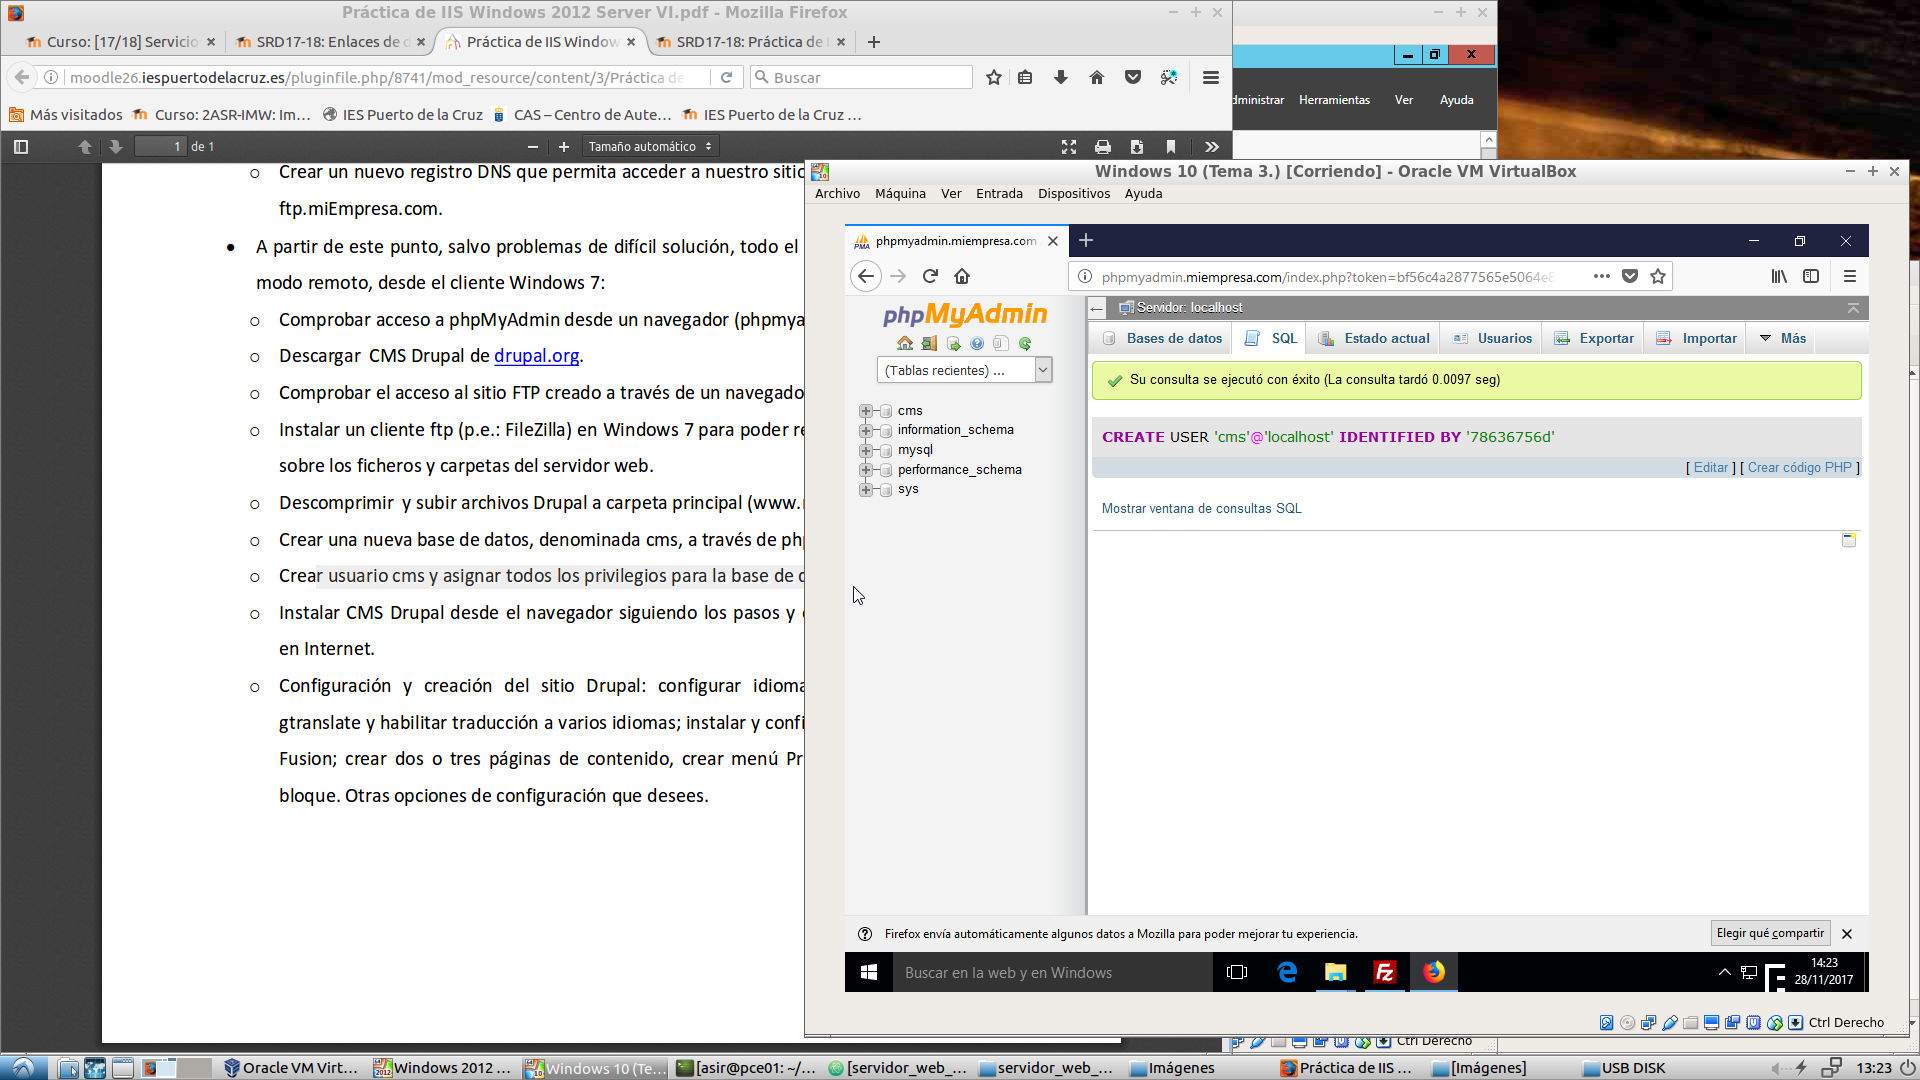 Práctica de IIS Windows 2012 Server VI.pdf - Mozilla Firefox
Curso: [17/18] Servicio
SRD17-18: Enlaces de d
Práctica de IIS Window
SRD17-18: Práctica de
moodle26.iespuertodelacruz.es/pluginfile.php/8741/mod_resource/content/3/Práctica de
Buscar
Más visitados
Curso: 2ASR-IMW: Im...
IES Puerto de la Cruz
CAS – Centro de Aute...
IES Puerto de la Cruz ...
1 de 1
Tamaño automático
Crear un nuevo registro DNS que permita acceder a nuestro sitio
ftp.miEmpresa.com.
A partir de este punto, salvo problemas de difícil solución, todo el
modo remoto, desde el cliente Windows 7:
Comprobar acceso a phpMyAdmin desde un navegador (phpmya
Descargar CMS Drupal de drupal.org.
Comprobar el acceso al sitio FTP creado a través de un navegado
Instalar un cliente ftp (p.e.: FileZilla) en Windows 7 para poder re
sobre los ficheros y carpetas del servidor web.
Descomprimir y subir archivos Drupal a carpeta principal (www.
Crear una nueva base de datos, denominada cms, a través de php
Crear usuario cms y asignar todos los privilegios para la base de d
Instalar CMS Drupal desde el navegador siguiendo los pasos y
en Internet.
Configuración y creación del sitio Drupal: configurar idioma
gtranslate y habilitar traducción a varios idiomas; instalar y confi
Fusion; crear dos o tres páginas de contenido, crear menú Pr
bloque. Otras opciones de configuración que desees.
dministrar Herramientas Ver Ayuda
Windows 10 (Tema 3.) [Corriendo] - Oracle VM VirtualBox
Archivo Máquina Ver Entrada Dispositivos Ayuda
PMA
phpmyadmin.miempresa.com
phpmyadmin.miempresa.com/index.php?token=bf56c4a2877565e5064e8
phpMyAdmin
(Tablas recientes) ...
cms
information_schema
mysql
performance_schema
sys
Servidor: localhost
Bases de datos
SQL
Estado actual
Usuarios
Exportar
Importar
Más
Su consulta se ejecutó con éxito (La consulta tardó 0.0097 seg)
CREATE USER 'cms'@'localhost' IDENTIFIED BY '78636756d'
[ Editar ] [ Crear código PHP ]
Mostrar ventana de consultas SQL
Firefox envía automáticamente algunos datos a Mozilla para poder mejorar tu experiencia.
Elegir qué compartir
Buscar en la web y en Windows
14:23
28/11/2017
Ctrl Derecho
Ctrl Derecho
Oracle VM Virt...
Windows 2012 ...
Windows 10 (Te...
[asir@pce01: ~/...
[servidor_web_...
servidor_web_...
Imágenes
Práctica de IIS ...
[Imágenes]
USB DISK
13:23